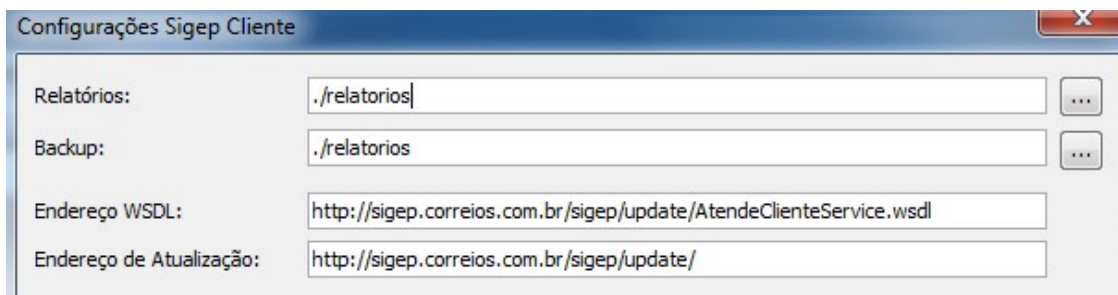 Configurações Sigep Cliente
Relatórios: ./relatorios ...
Backup: ./relatorios ...
Endereço WSDL: http://sigep.correios.com.br/sigep/update/AtendeClienteService.wsdl
Endereço de Atualização: http://sigep.correios.com.br/sigep/update/